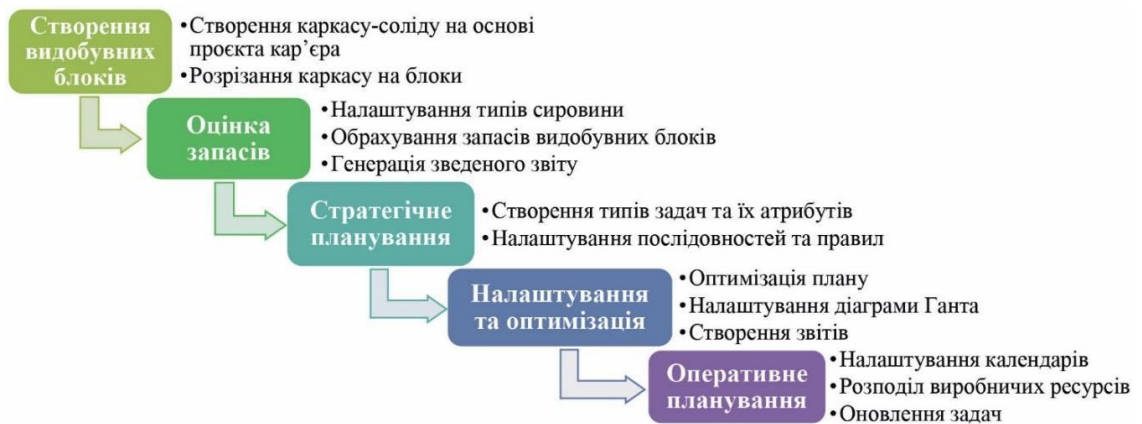 Створення
видобувних
блоків
•Створення каркасу-соліду на основі
проєкта кар’єра
•Розрізання каркасу на блоки
Оцінка
запасів
•Налаштування типів сировини
•Обрахування запасів видобувних блоків
•Генерація зведеного звіту
Стратегічне
планування
•Створення типів задач та їх атрибутів
•Налаштування послідовностей та правил
Налаштування
та оптимізація
•Оптимізація плану
•Налаштування діаграми Ганта
•Створення звітів
Оперативне
планування
•Налаштування календарів
•Розподіл виробничих ресурсів
•Оновлення задач